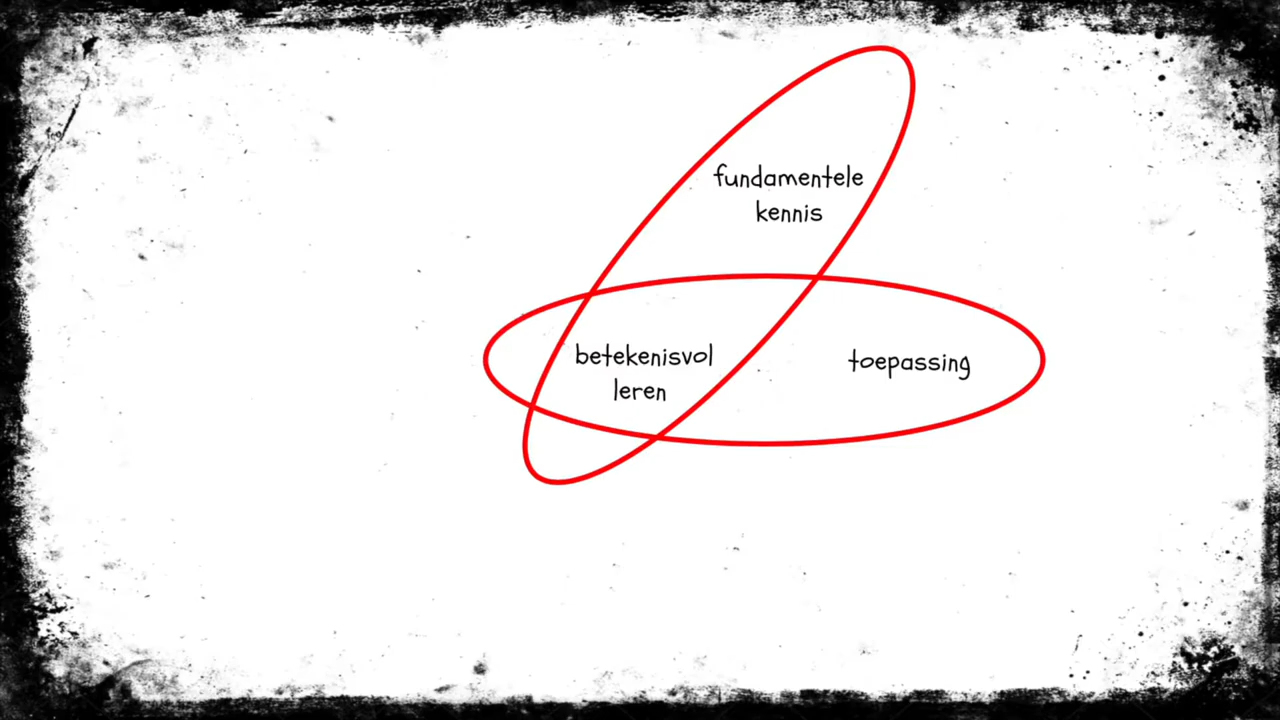 fundamentele
kennis
betekenisvol
leren
toepassing